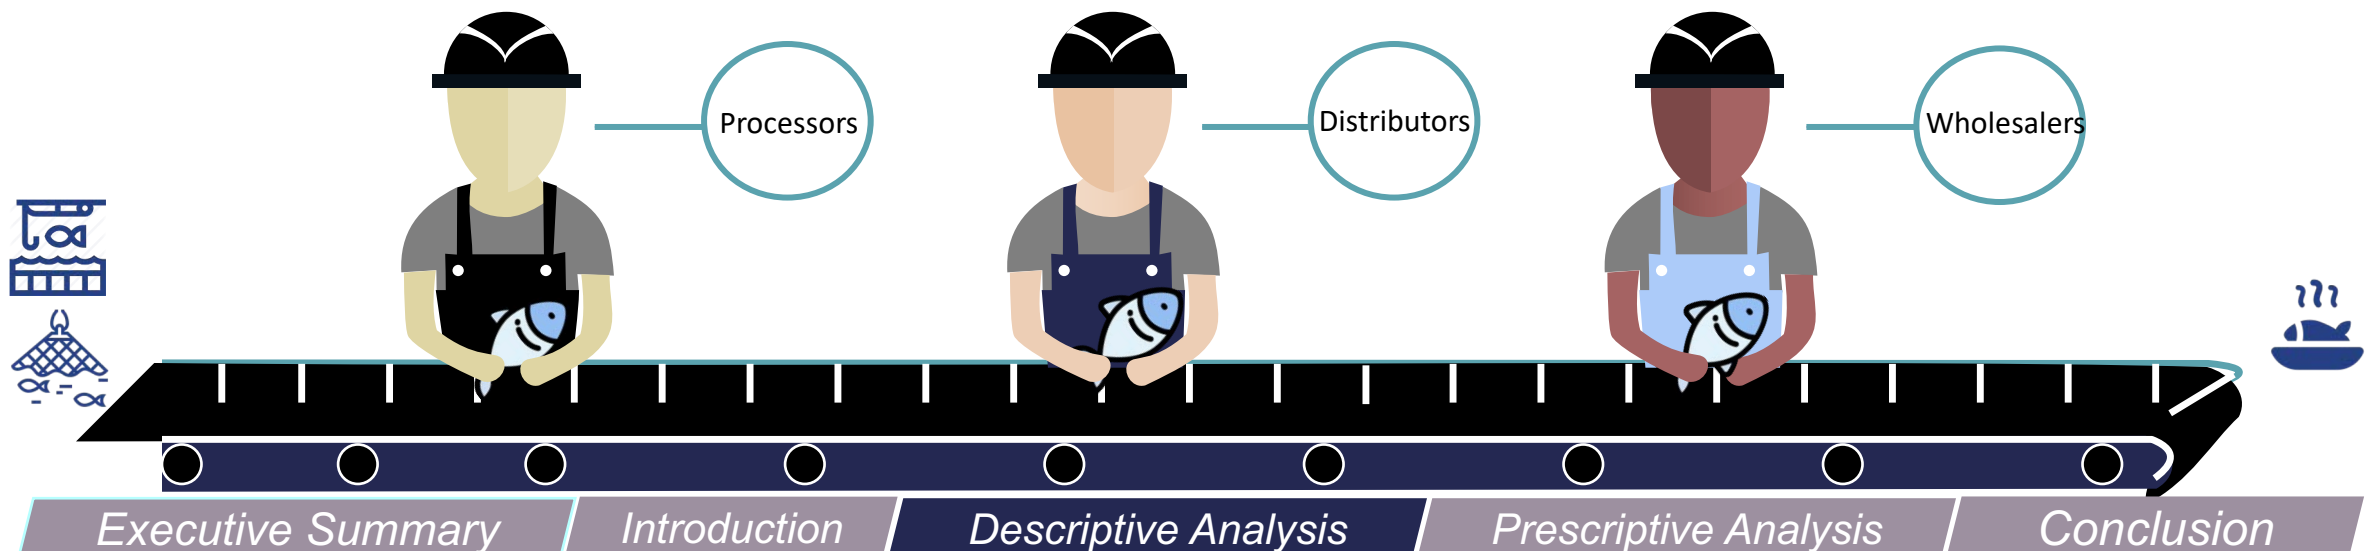 Processors
Distributors
Wholesalers
Executive Summary
Introduction
Descriptive Analysis
Prescriptive Analysis
Conclusion